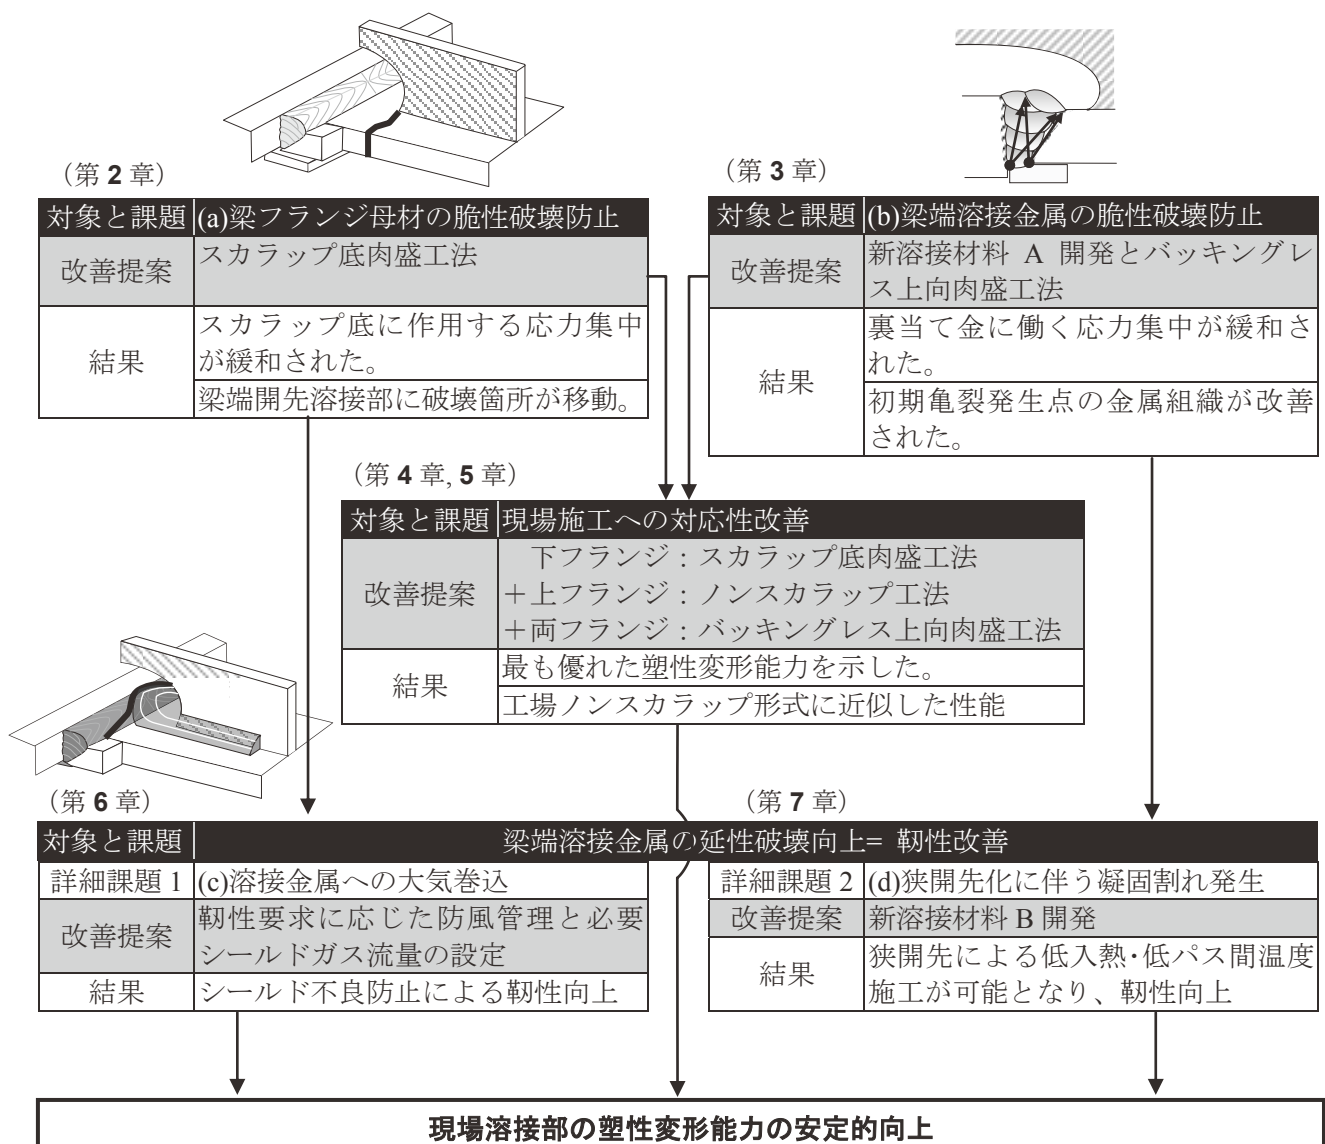 （第 2 章）
対象と課題 (a)梁フランジ母材の脆性破壊防止
改善提案
スカラップ底肉盛工法
結果
スカラップ底に作用する応力集中
が緩和された。
梁端開先溶接部に破壊箇所が移動。
（第 3 章）
対象と課題 (b)梁端溶接金属の脆性破壊防止
改善提案
新溶接材料 A 開発とバッキングレ
ス上向肉盛工法
結果
裏当て金に働く応力集中が緩和さ
れた。
初期亀裂発生点の金属組織が改善
された。
（第 4 章, 5 章）
対象と課題 現場施工への対応性改善
改善提案
下フランジ：スカラップ底肉盛工法
＋上フランジ：ノンスカラップ工法
＋両フランジ：バッキングレス上向肉盛工法
結果
最も優れた塑性変形能力を示した。
工場ノンスカラップ形式に近似した性能
（第 6 章）
（第 7 章）
対象と課題 梁端溶接金属の延性破壊向上= 靭性改善
詳細課題 1 (c)溶接金属への大気巻込
改善提案
靭性要求に応じた防風管理と必要
シールドガス流量の設定
結果 シールド不良防止による靭性向上
詳細課題 2 (d)狭開先化に伴う凝固割れ発生
改善提案 新溶接材料 B 開発
結果
狭開先による低入熱･低パス間温度
施工が可能となり、靭性向上
現場溶接部の塑性変形能力の安定的向上